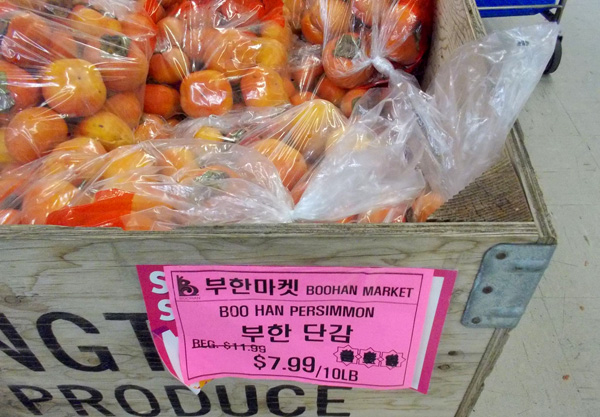 부한마켓 BOOHAN MARKET
BOO HAN PERSIMMON
부한 단감
REG. $11.99
$7.99/10LB
NGT
PRODUCE